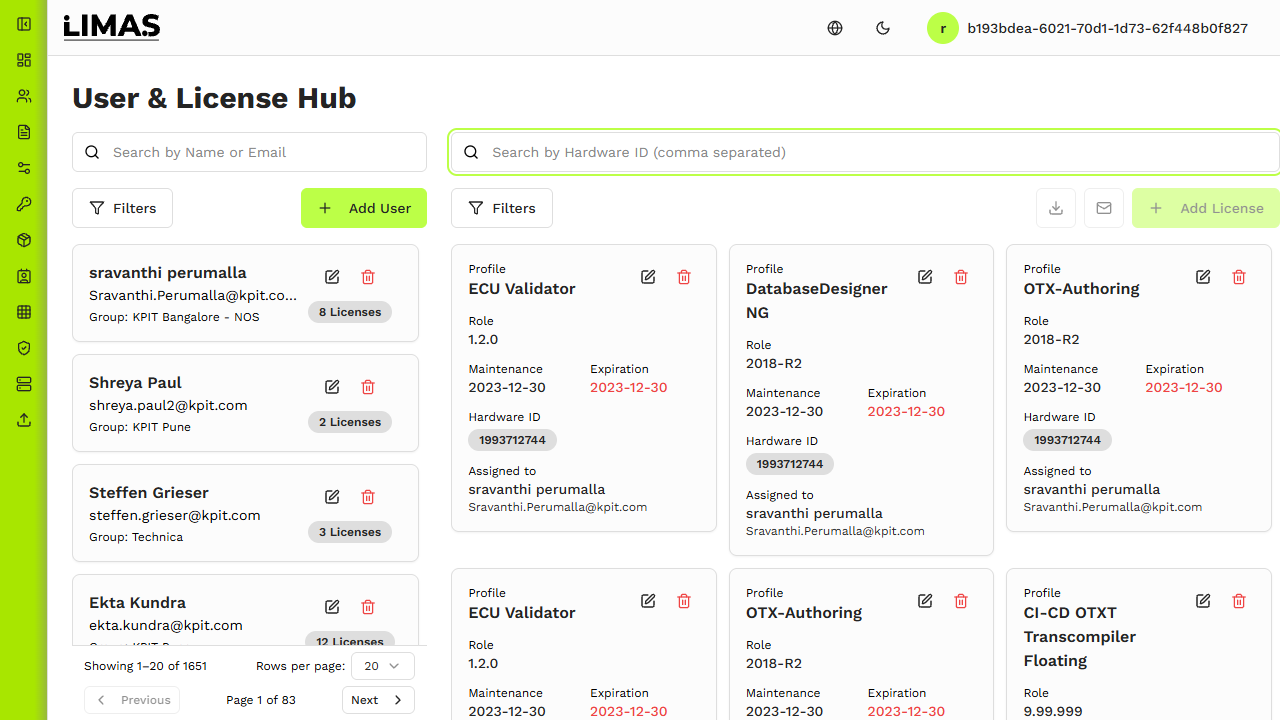 LIMAS
r
b193bdea-6021-70d1-1d73-62f448b0f827
User & License Hub
Search by Name or Email
Search by Hardware ID (comma separated)
Filters
Add User
Filters
Add License
sravanthi perumalla
Sravanthi.Perumalla@kpit.co...
Group: KPIT Bangalore - NOS
8 Licenses
Shreya Paul
shreya.paul2@kpit.com
Group: KPIT Pune
2 Licenses
Steffen Grieser
steffen.grieser@kpit.com
Group: Technica
3 Licenses
Ekta Kundra
ekta.kundra@kpit.com
12 Licenses
Showing 1–20 of 1651
Rows per page:
20
Previous
Page 1 of 83
Next
Profile
ECU Validator
Role
1.2.0
Maintenance
Expiration
2023-12-30
2023-12-30
Hardware ID
1993712744
Assigned to
sravanthi perumalla
Sravanthi.Perumalla@kpit.com
Profile
DatabaseDesigner
NG
Role
2018-R2
Maintenance
Expiration
2023-12-30
2023-12-30
Hardware ID
1993712744
Assigned to
sravanthi perumalla
Sravanthi.Perumalla@kpit.com
Profile
OTX-Authoring
Role
2018-R2
Maintenance
Expiration
2023-12-30
2023-12-30
Hardware ID
1993712744
Assigned to
sravanthi perumalla
Sravanthi.Perumalla@kpit.com
Profile
ECU Validator
Role
1.2.0
Maintenance
Expiration
2023-12-30
2023-12-30
Profile
OTX-Authoring
Role
2018-R2
Maintenance
Expiration
2023-12-30
2023-12-30
Profile
CI-CD OTXT
Transcompiler
Floating
Role
9.99.999